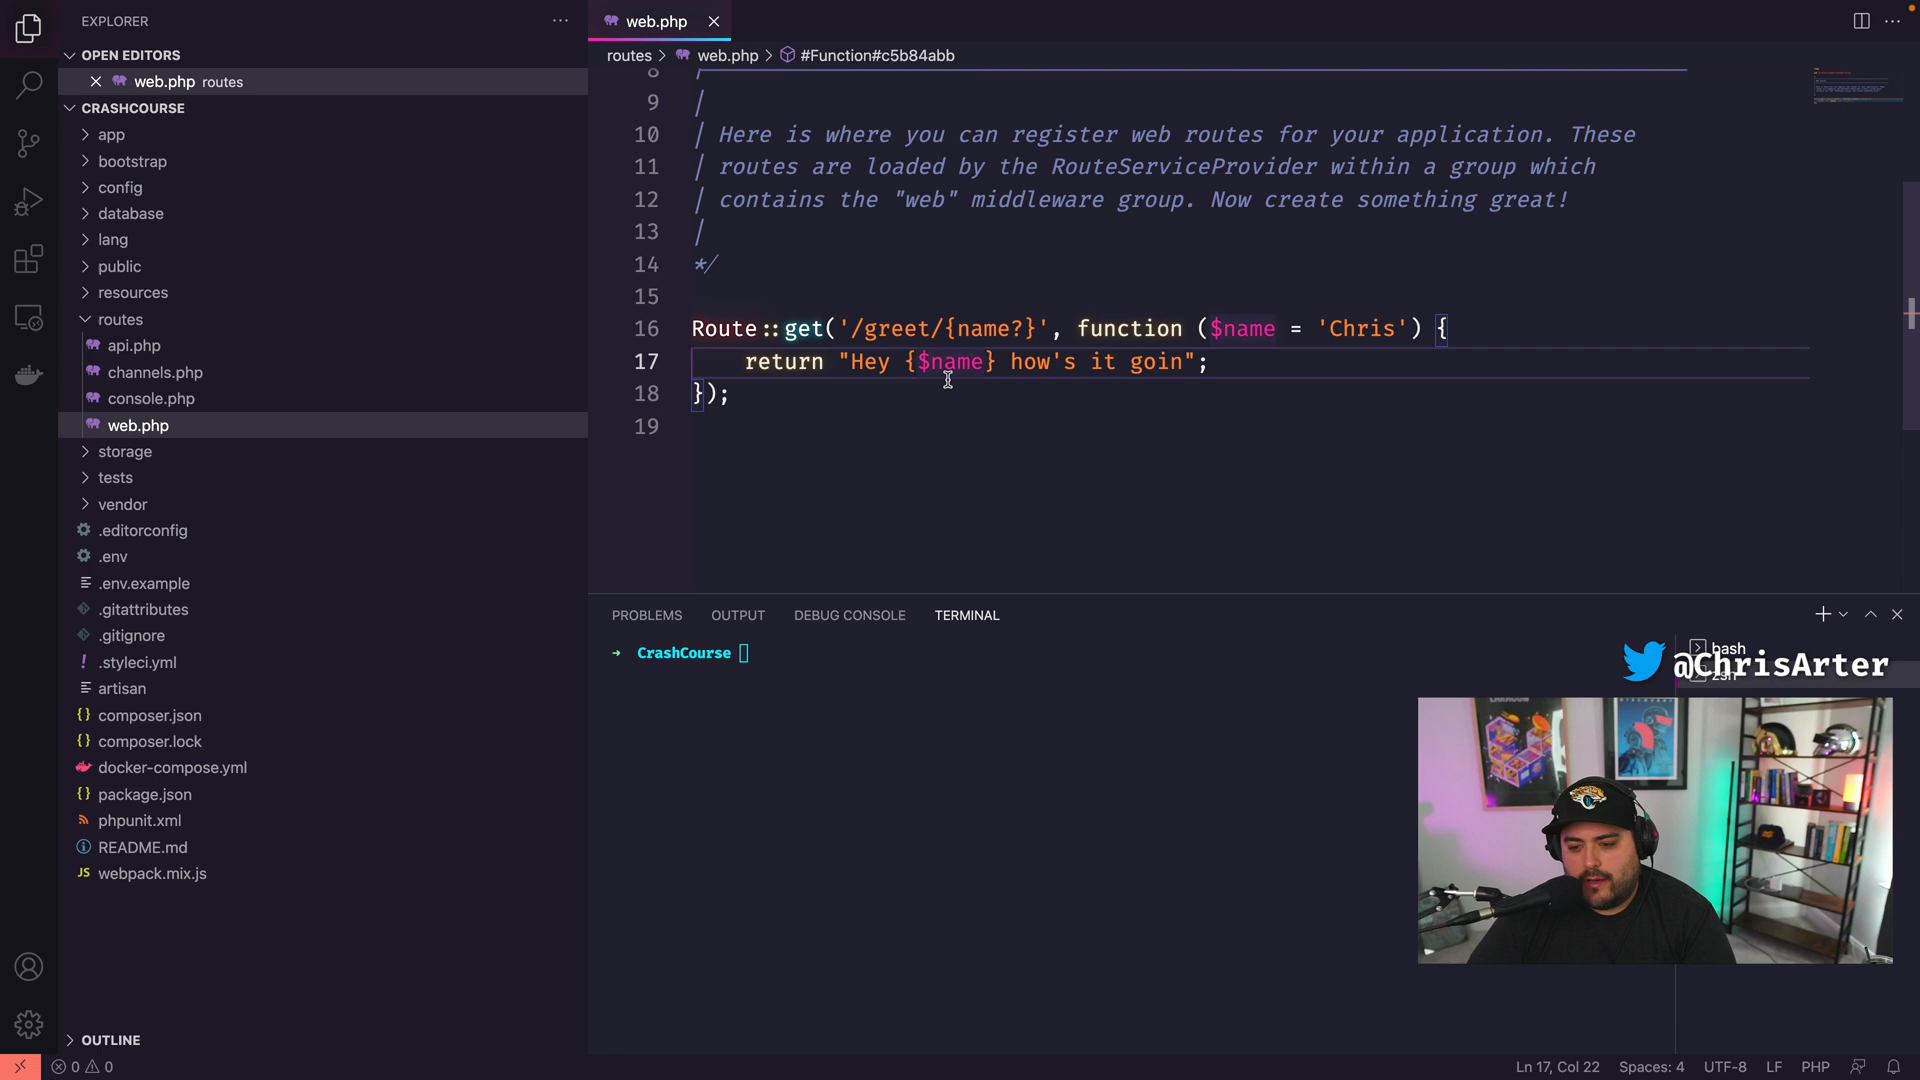 EXPLORER
OPEN EDITORS
web.php routes
CRASHCOURSE
app
bootstrap
config
database
lang
public
resources
routes
api.php
channels.php
console.php
web.php
storage
tests
vendor
.editorconfig
.env
.env.example
.gitattributes
.gitignore
.styleci.yml
artisan
composer.json
composer.lock
docker-compose.yml
package.json
phpunit.xml
README.md
JS webpack.mix.js
OUTLINE
0 0
web.php
routes > web.php > #Function#c5b84abb
8
9 |
10 | Here is where you can register web routes for your application. These
11 | routes are loaded by the RouteServiceProvider within a group which
12 | contains the "web" middleware group. Now create something great!
13 |
14 */
15
16 Route::get('/greet/{name?}', function ($name = 'Chris') {
17 return "Hey {$name} how's it goin";
18 });
19
PROBLEMS OUTPUT DEBUG CONSOLE TERMINAL
→ CrashCourse
bash
zsh
@ChrisArter
Ln 17, Col 22 Spaces: 4 UTF-8 LF PHP